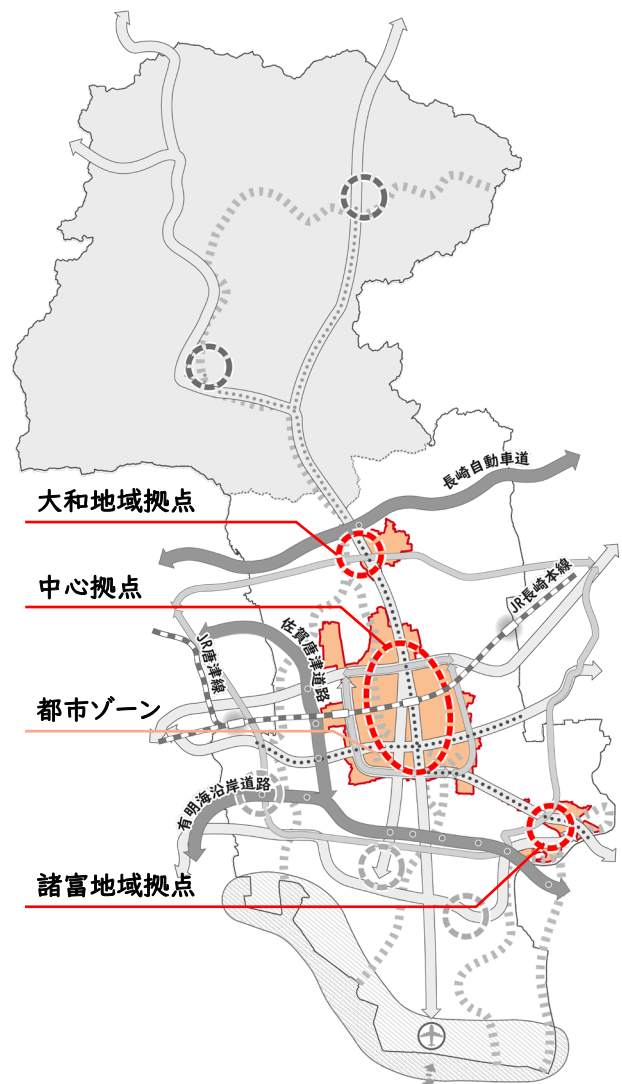 長崎自動車道
大和地域拠点
中心拠点
JR長崎本線
佐賀唐津道路
JR唐津線
都市ゾーン
有明海沿岸道路
諸富地域拠点